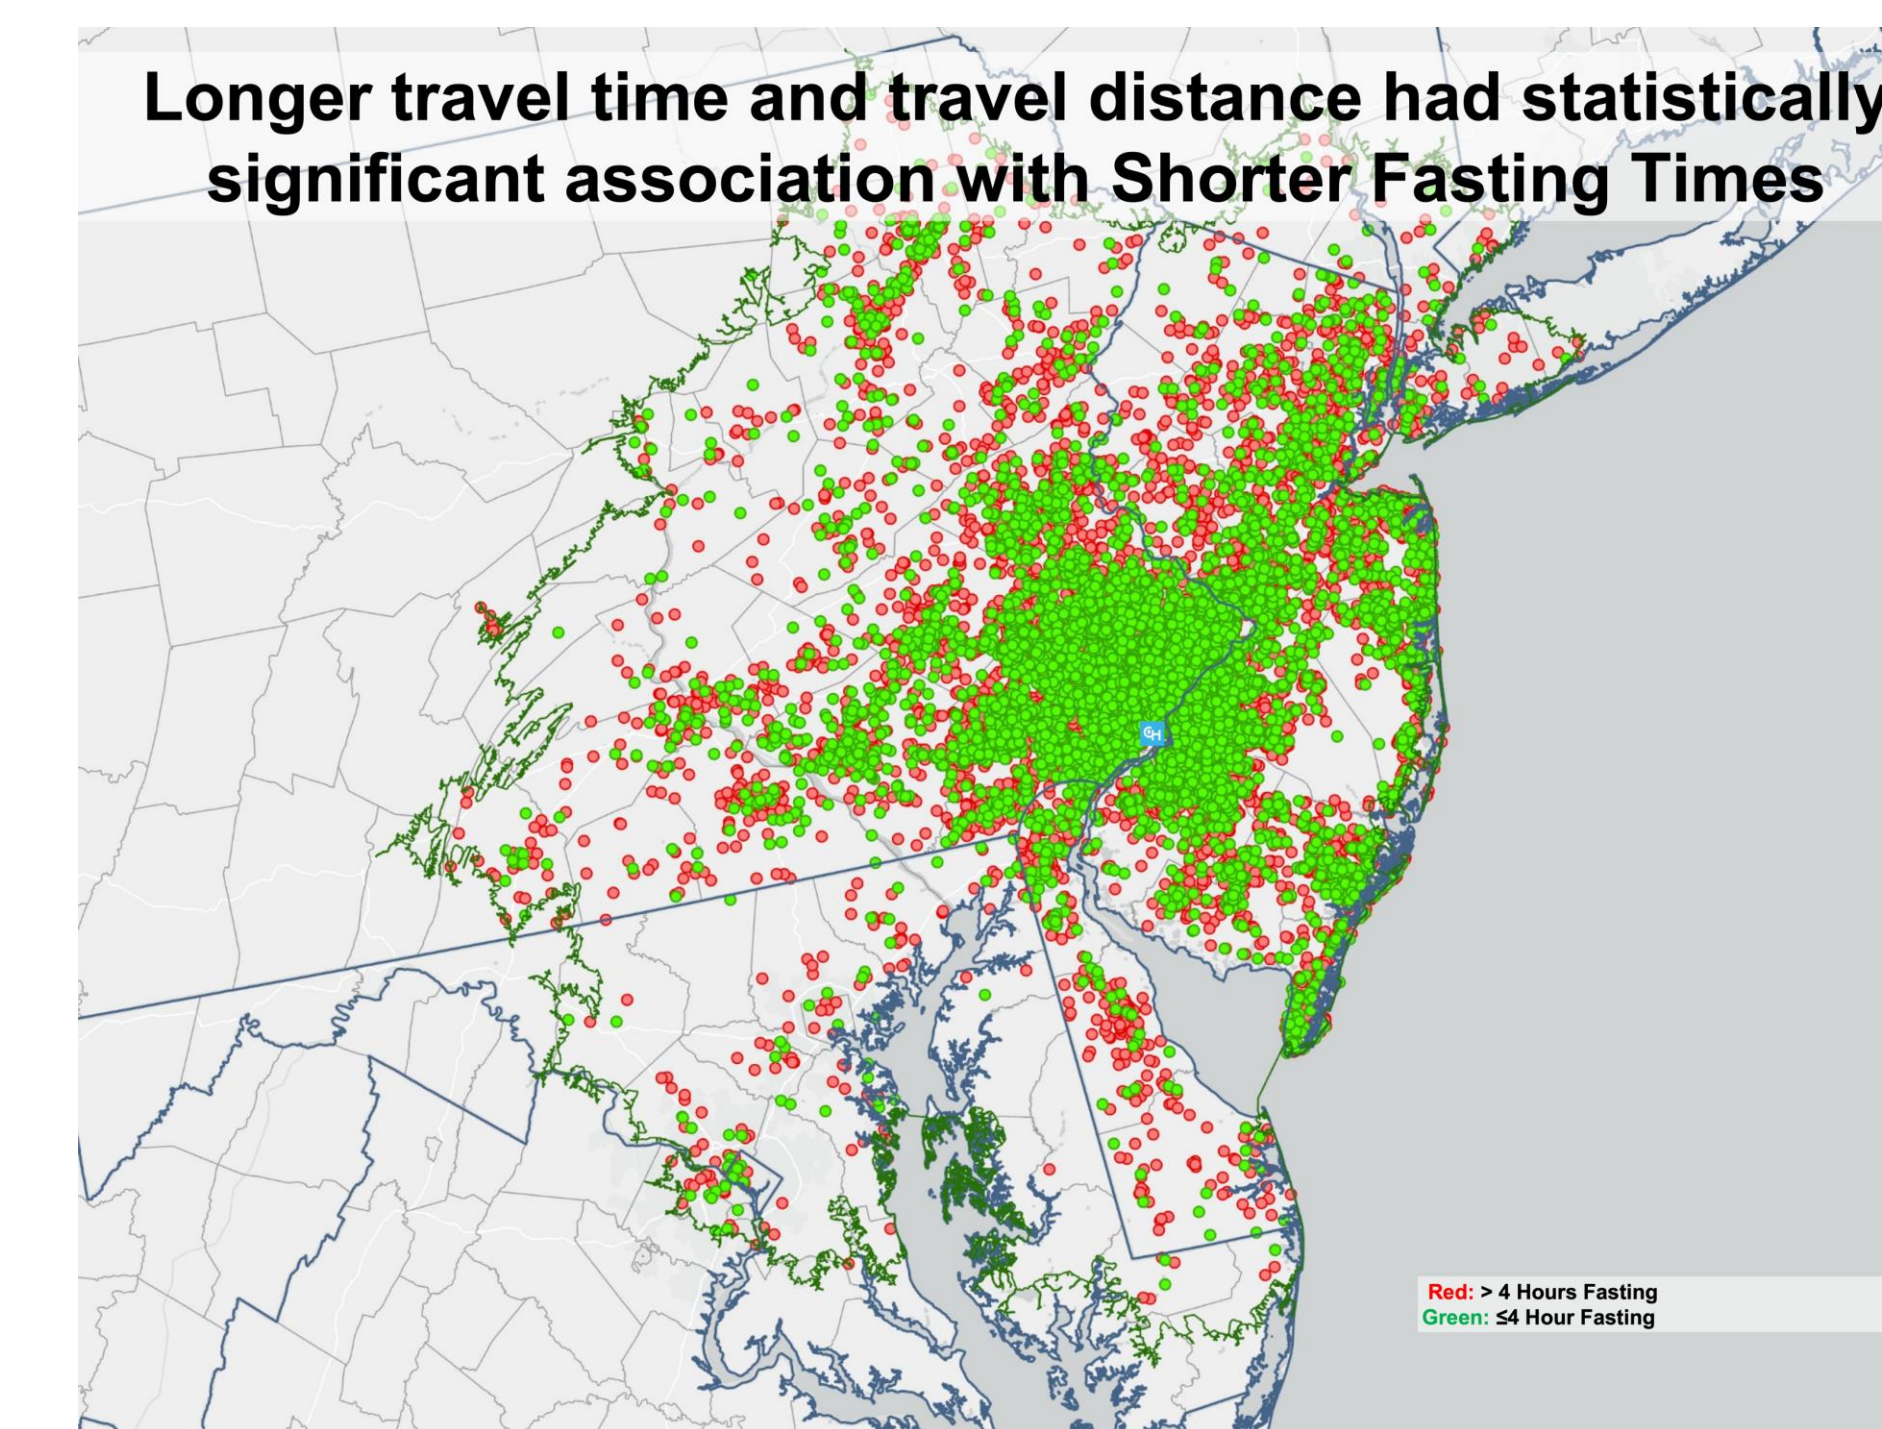 Longer travel time and travel distance had statistically
significant association with Shorter Fasting Times
CH
Red: > 4 Hours Fasting
Green: ≤4 Hour Fasting